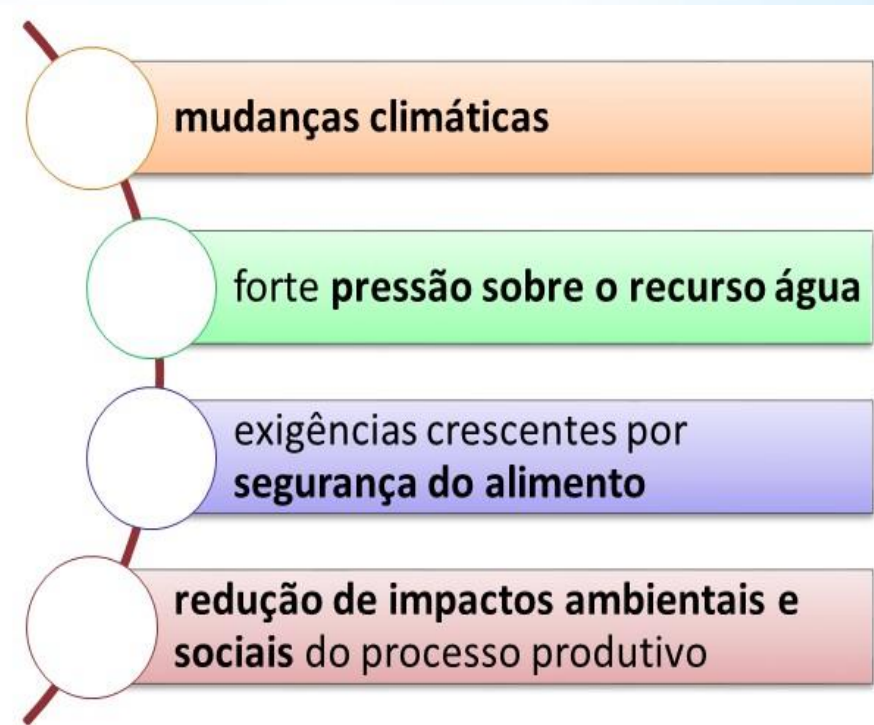 mudanças climáticas
forte pressão sobre o recurso água
exigências crescentes por
segurança do alimento
redução de impactos ambientais e
sociais do processo produtivo